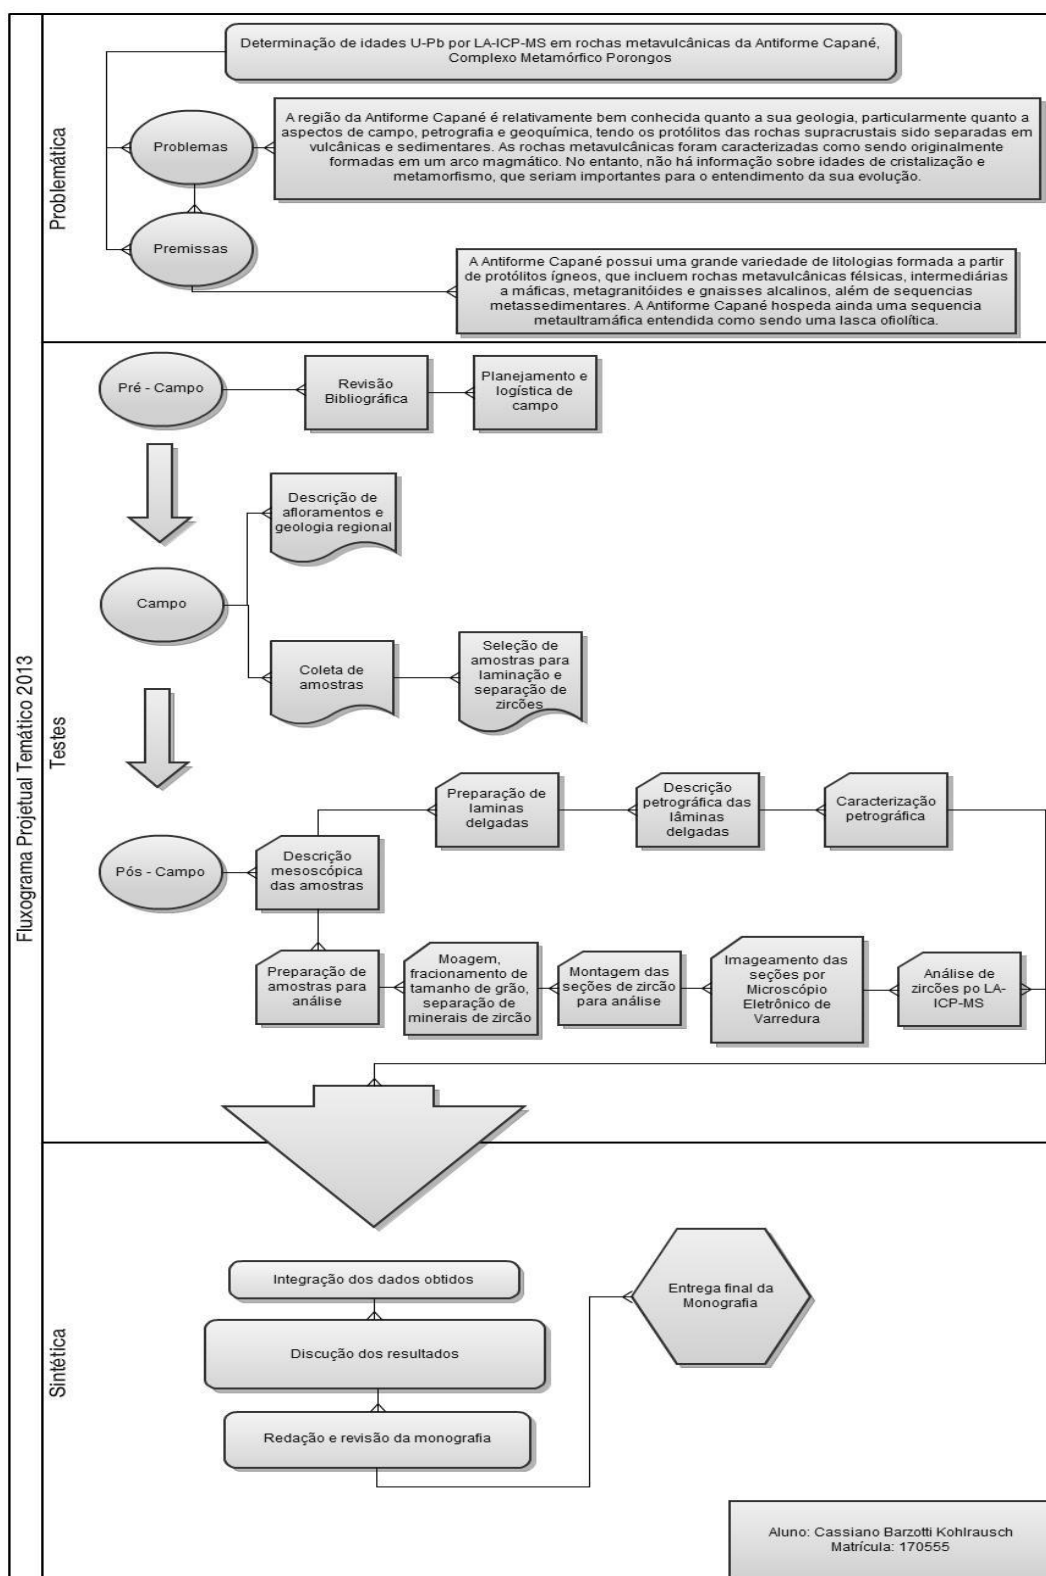 Fluxograma Projetual Temático 2013
Problemática
Determinação de idades U-Pb por LA-ICP-MS em rochas metavulcânicas da Antiforme Capané,
Complexo Metamórfico Porongos
Problemas
A região da Antiforme Capané é relativamente bem conhecida quanto a sua geologia, particularmente quanto a
aspectos de campo, petrografia e geoquímica, tendo os protólitos das rochas supracrustais sido separadas em
vulcânicas e sedimentares. As rochas metavulcânicas foram caracterizadas como sendo originalmente
formadas em um arco magmático. No entanto, não há informação sobre idades de cristalização e
metamorfismo, que seriam importantes para o entendimento da sua evolução.
Premissas
A Antiforme Capané possui uma grande variedade de litologias formada a partir
de protólitos ígneos, que incluem rochas metavulcânicas félsicas, intermediárias
a máficas, metagranitóides e gnaisses alcalinos, além de sequencias
metassedimentares. A Antiforme Capané hospeda ainda uma sequencia
metaultramáfica entendida como sendo uma lasca ofiolítica.
Testes
Pré - Campo
Revisão
Bibliográfica
Planejamento e
logística de
campo
Descrição de
afloramentos e
geologia regional
Campo
Coleta de
amostras
Seleção de
amostras para
laminação e
separação de
zircões
Pós - Campo
Descrição
mesoscópica
das amostras
Preparação de
laminas
delgadas
Descrição
petrográfica das
lâminas
delgadas
Caracterização
petrográfica
Preparação de
amostras para
análise
Moagem,
fracionamento de
tamanho de grão,
separação de
minerais de zircão
Montagem das
seções de zircão
para análise
Imageamento das
seções por
Microscópio
Eletrônico de
Varredura
Análise de
zircões po LA-
ICP-MS
Sintética
Integração dos dados obtidos
Discução dos resultados
Redação e revisão da monografia
Entrega final da
Monografia
Aluno: Cassiano Barzotti Kohlrausch
Matrícula: 170555